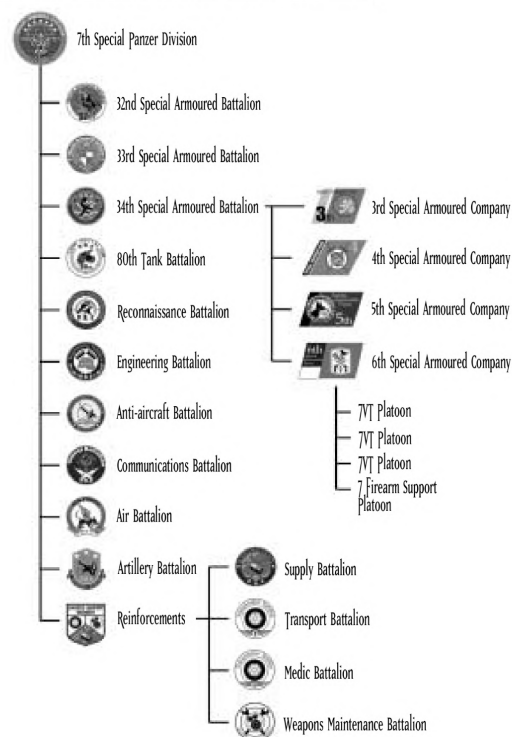 7th Special Panzer Division
32nd Special Armoured Battalion
33rd Special Armoured Battalion
34th Special Armoured Battalion
3rd Special Armoured Company
4th Special Armoured Company
5th Special Armoured Company
6th Special Armoured Company
7VT Platoon
7VT Platoon
7VT Platoon
7 Firearm Support
Platoon
80th Tank Battalion
Reconnaissance Battalion
Engineering Battalion
Anti-aircraft Battalion
Communications Battalion
Air Battalion
Artillery Battalion
Reinforcements
Supply Battalion
Transport Battalion
Medic Battalion
Weapons Maintenance Battalion
3
5th